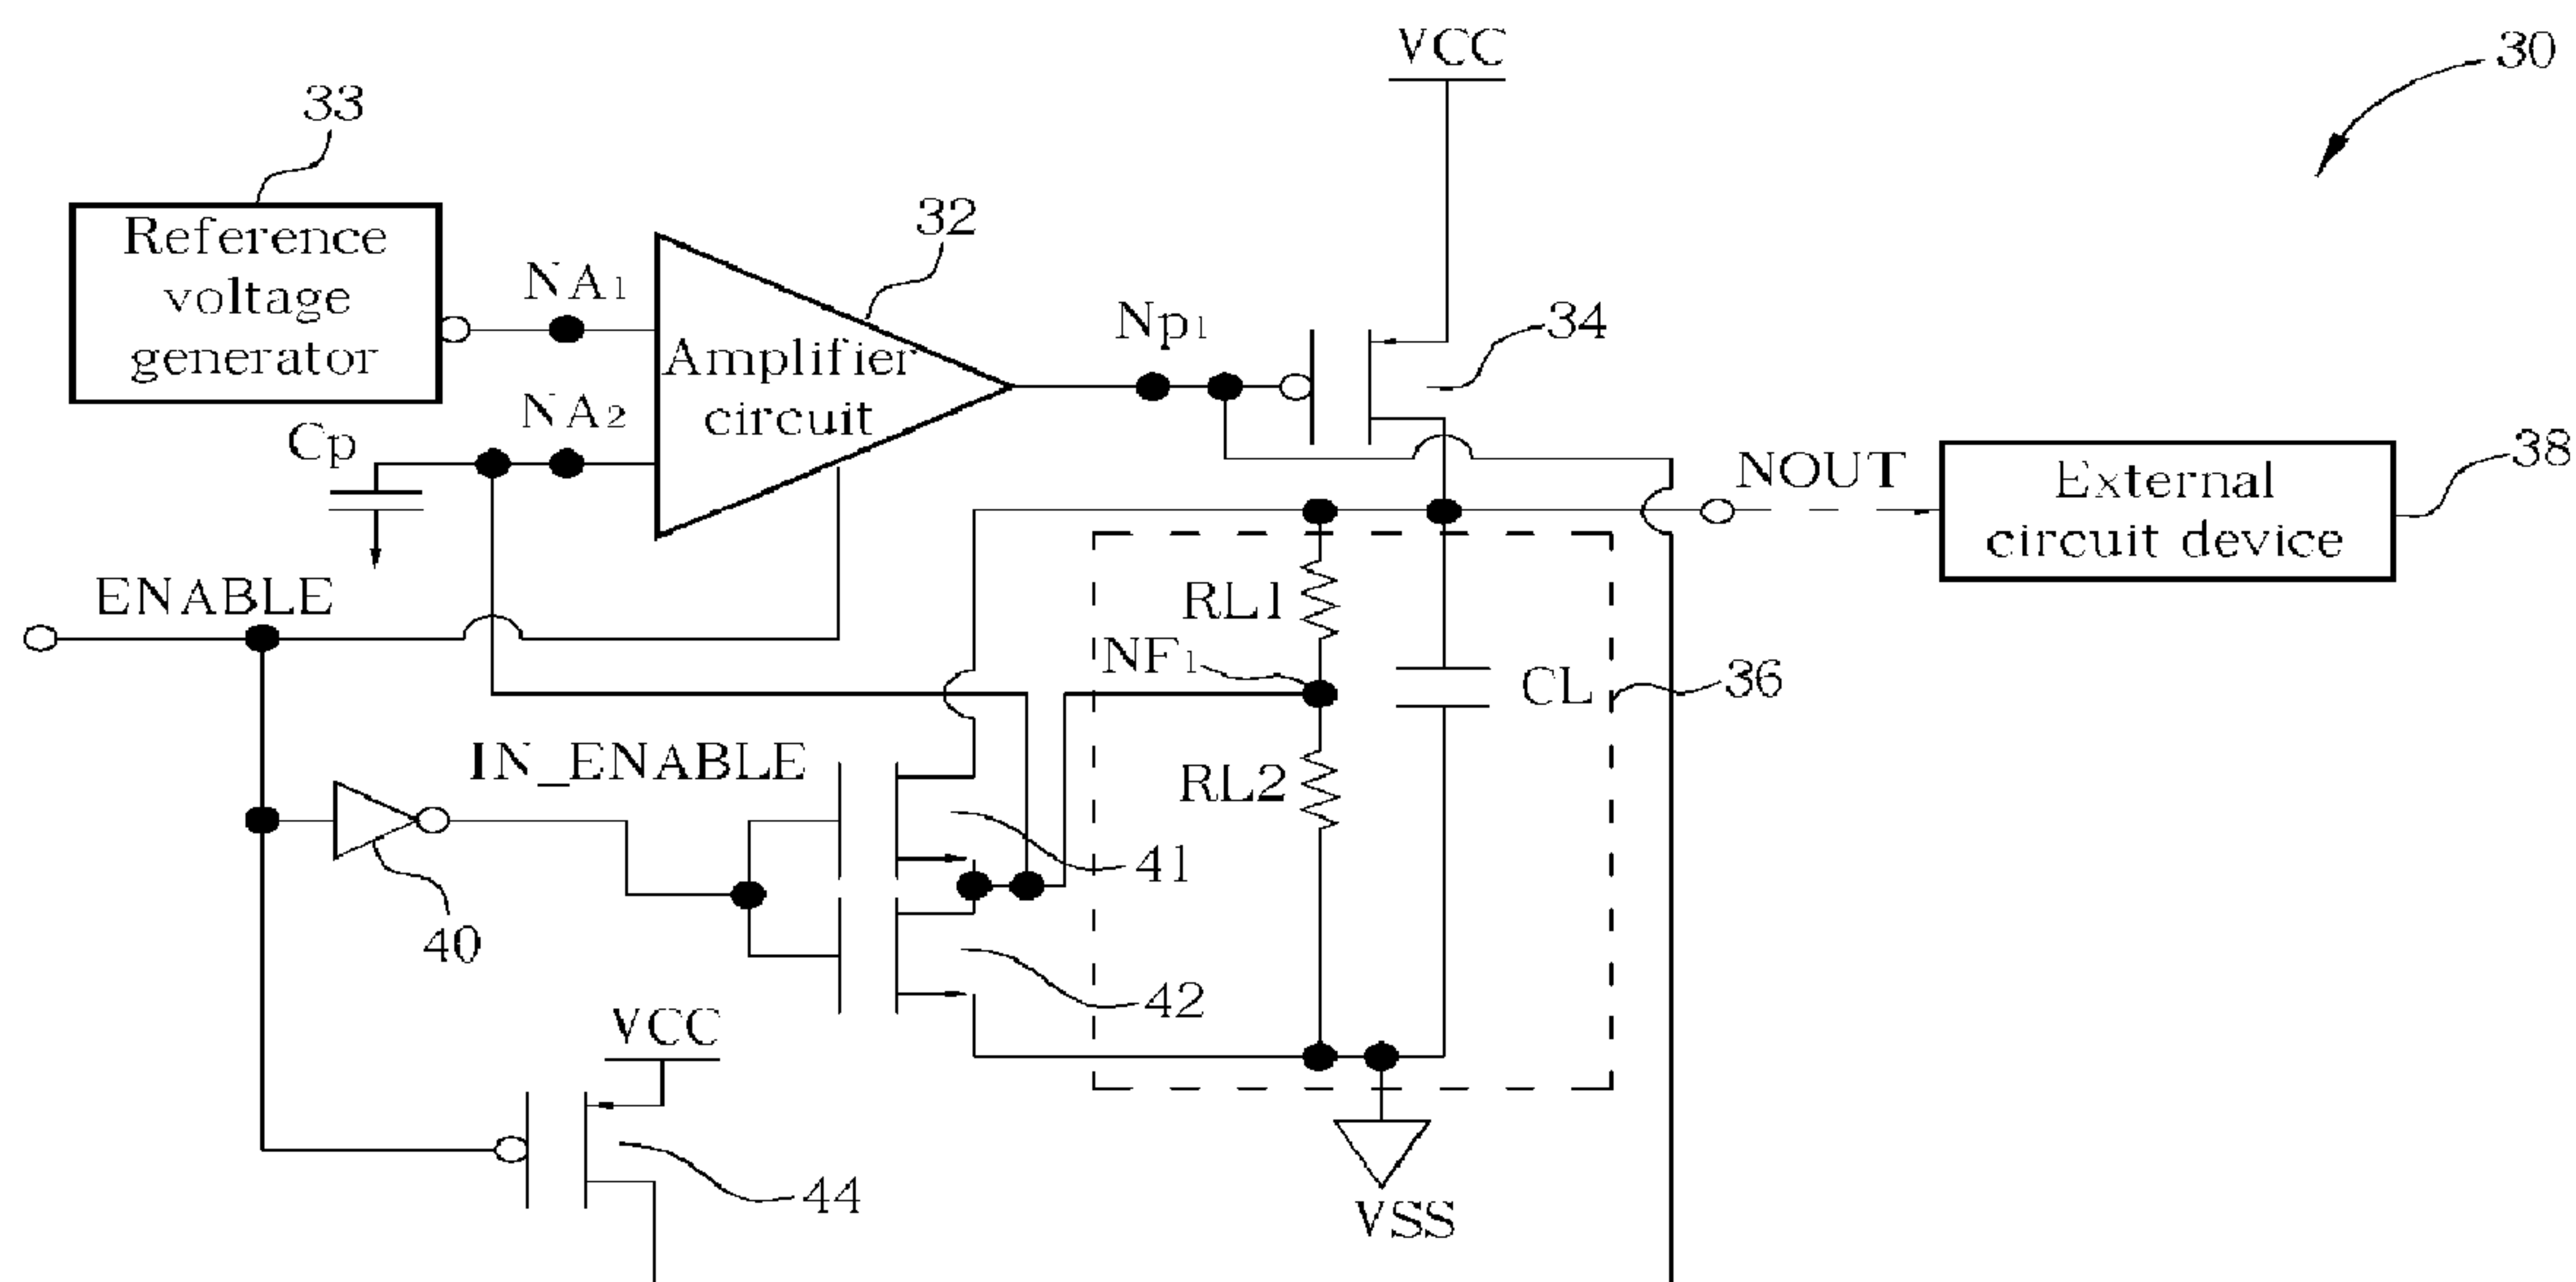 VCC
30
33
Reference
voltage
generator
NA1
32
Amplifier
circuit
NA2
Cp
Np1
34
NOUT
External
circuit device
38
ENABLE
RL1
NF1
CL
36
IN_ENABLE
RL2
41
40
42
VCC
44
VSS